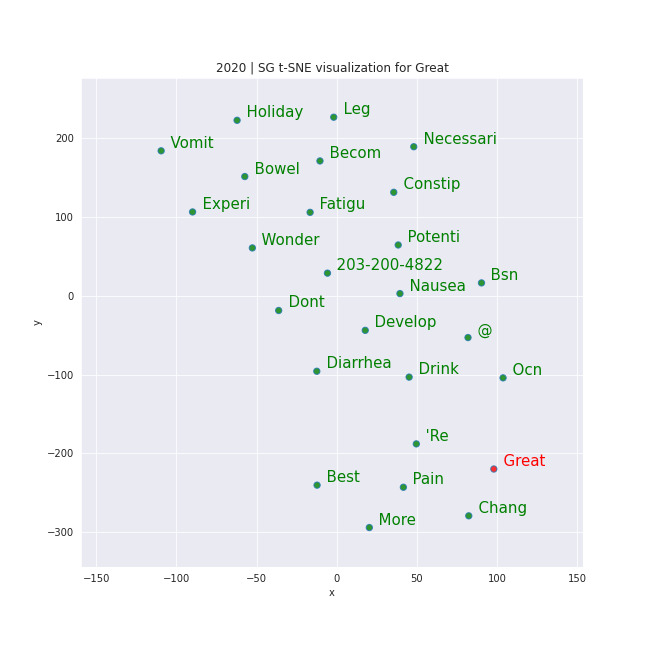 2020 | SG t-SNE visualization for Great
Leg
Holiday
Necessari
Vomit
Becom
Bowel
Constip
Experi
Fatigu
Wonder
Potenti
203-200-4822
Bsn
Nausea
Dont
Develop
@
Diarrhea
Drink
Ocn
'Re
Great
Best
Pain
Chang
More
200
100
0
−100
−200
−300
y
−150 −100 −50 0 50 100 150
x